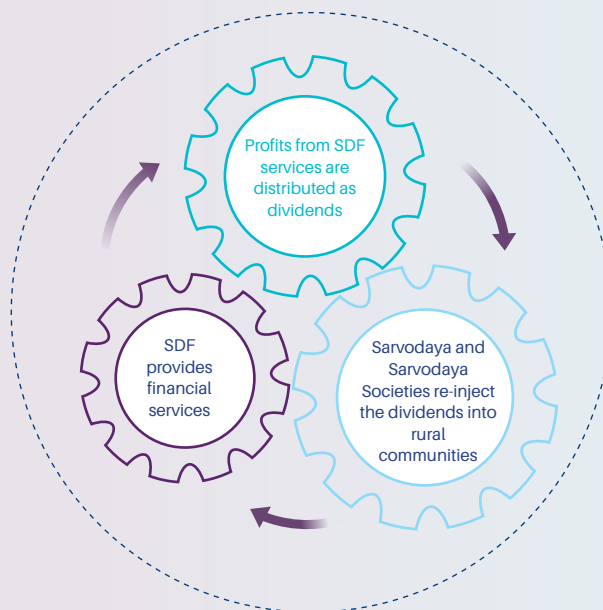 Profits from SDF
services are
distributed as
dividends
SDF
provides
financial
services
Sarvodaya and
Sarvodaya
Societies re-inject
the dividends into
rural
communities